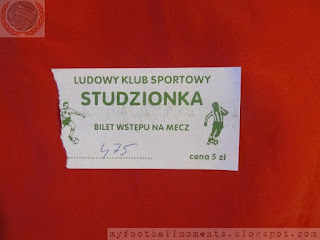 LUDOWY KLUB SPORTOWY
STUDZIONKA
BILET WSTĘPU NA MECZ
475
cena 5 zł
myfootballmoments.blogspot.com